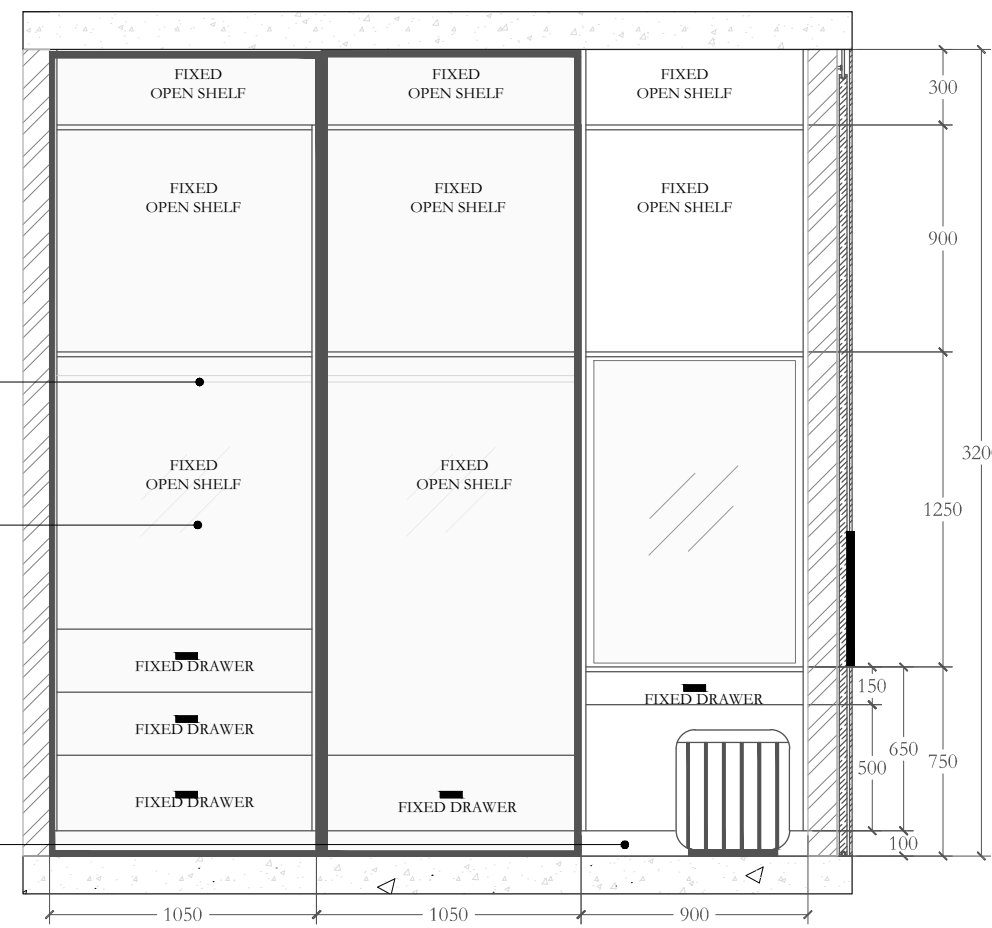 FIXED
OPEN SHELF
FIXED
OPEN SHELF
FIXED
OPEN SHELF
300
FIXED
OPEN SHELF
FIXED
OPEN SHELF
FIXED
OPEN SHELF
900
FIXED
OPEN SHELF
FIXED
OPEN SHELF
3200
1250
FIXED DRAWER
FIXED DRAWER
FIXED DRAWER
FIXED DRAWER
FIXED DRAWER
150
650
500
750
100
1050
1050
900